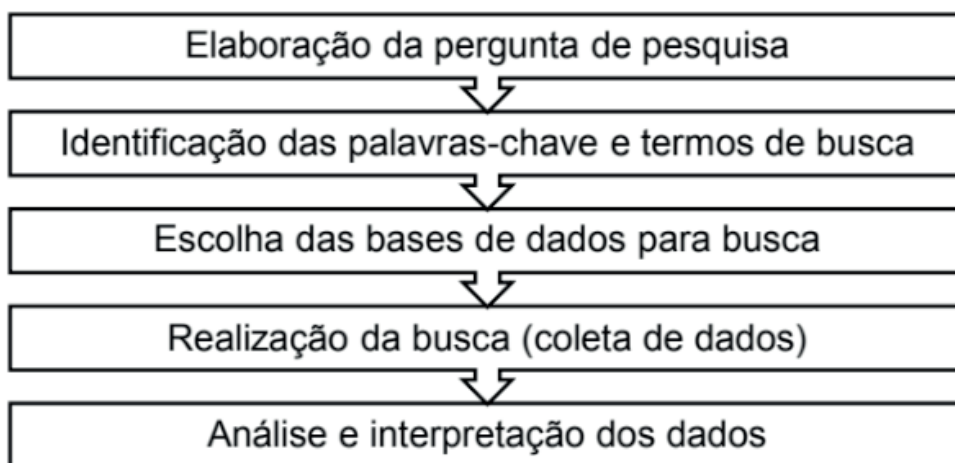 Elaboração da pergunta de pesquisa
Identificação das palavras-chave e termos de busca
Escolha das bases de dados para busca
Realização da busca (coleta de dados)
Análise e interpretação dos dados